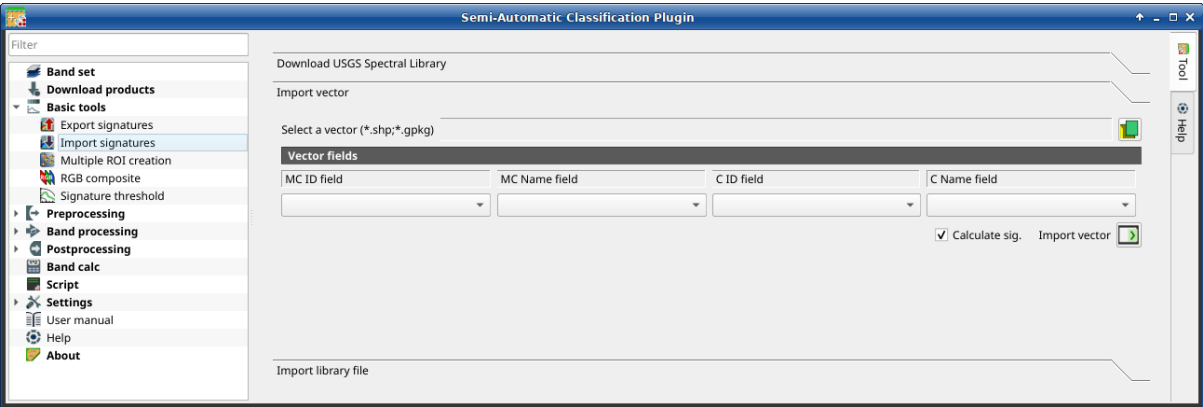 Semi-Automatic Classification Plugin
Filter
Band set
Download products
Basic tools
Export signatures
Import signatures
Multiple ROI creation
RGB composite
Signature threshold
Preprocessing
Band processing
Postprocessing
Band calc
Script
Settings
User manual
Help
About
Download USGS Spectral Library
Import vector
Select a vector (*.shp;*.gpkg)
Vector fields
MC ID field MC Name field C ID field C Name field
Calculate sig. Import vector
Import library file
Tool
Help